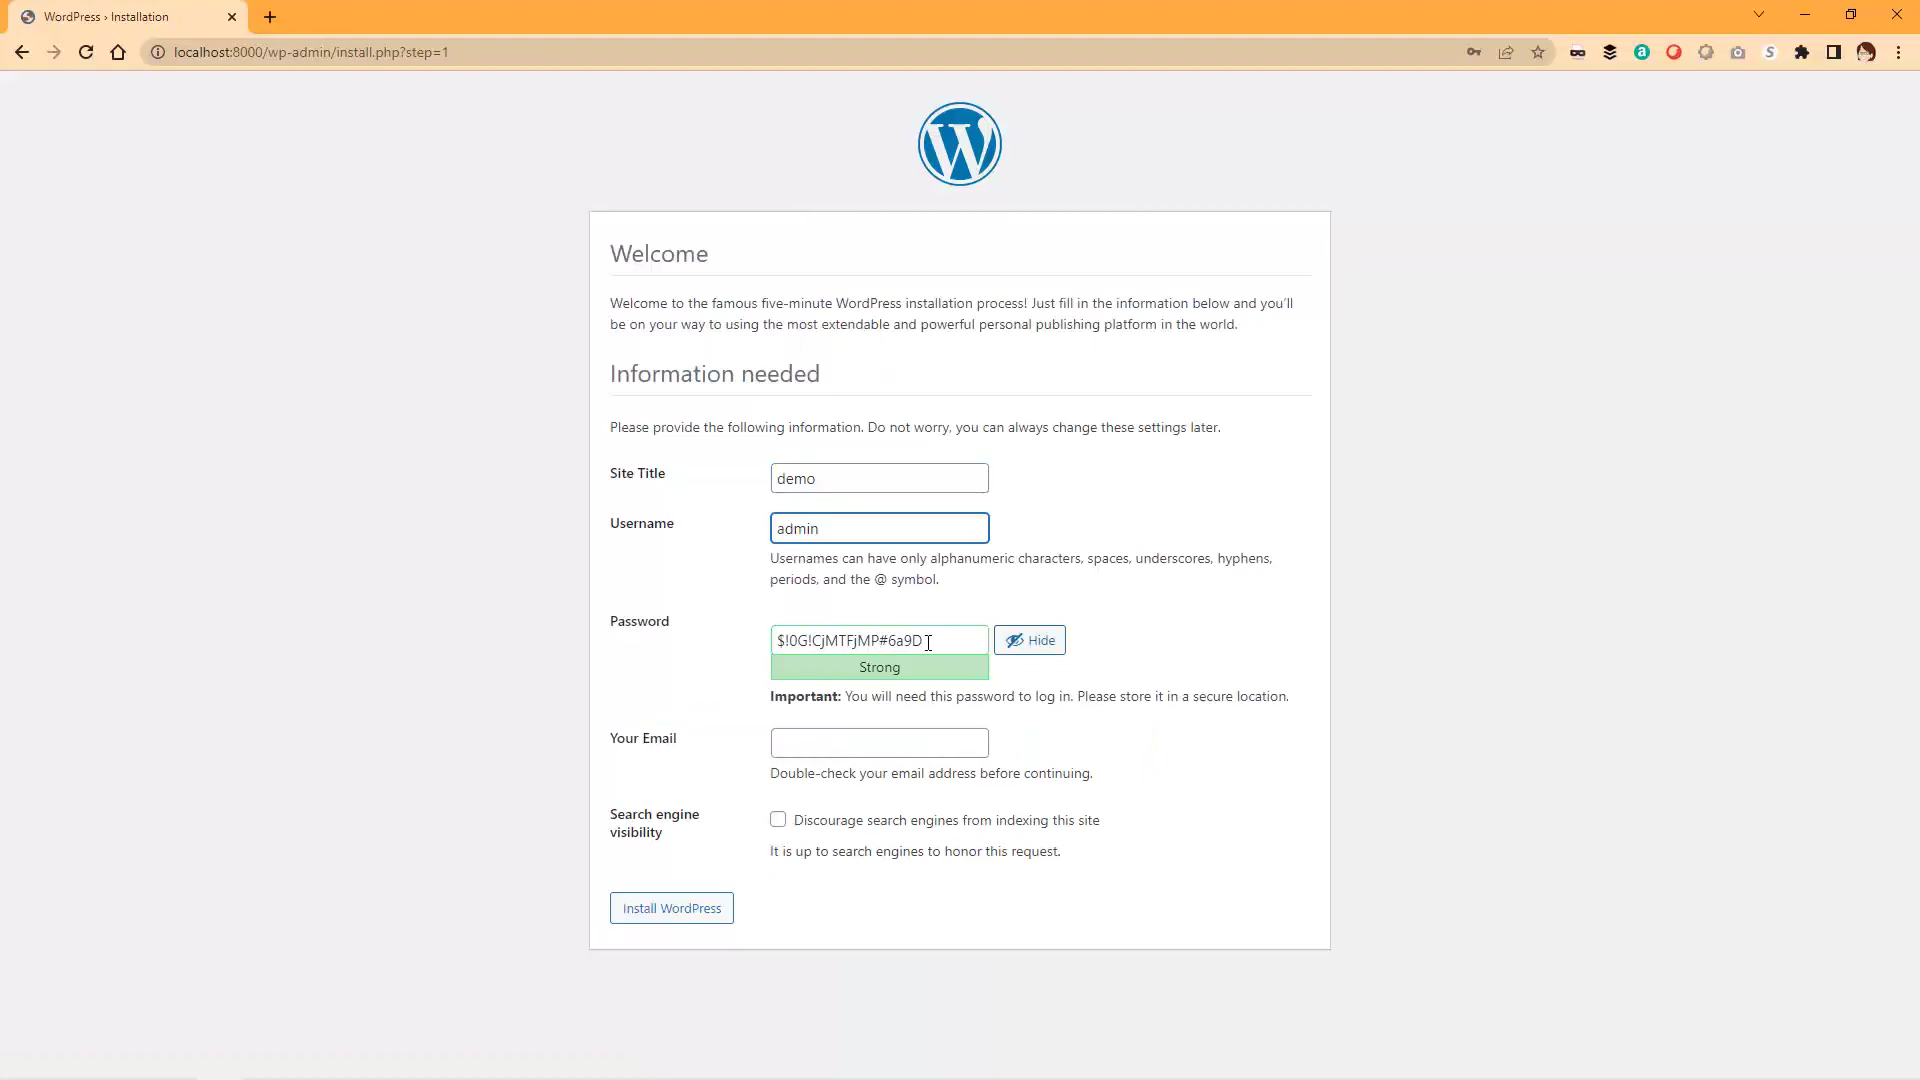 WordPress › Installation
localhost:8000/wp-admin/install.php?step=1
Welcome
Welcome to the famous five-minute WordPress installation process! Just fill in the information below and you’ll
be on your way to using the most extendable and powerful personal publishing platform in the world.
Information needed
Please provide the following information. Do not worry, you can always change these settings later.
Site Title
demo
Username
admin
Usernames can have only alphanumeric characters, spaces, underscores, hyphens,
periods, and the @ symbol.
Password
$!0G!CjMTFjMP#6a9D
Hide
Strong
Important: You will need this password to log in. Please store it in a secure location.
Your Email
Double-check your email address before continuing.
Search engine
visibility
Discourage search engines from indexing this site
It is up to search engines to honor this request.
Install WordPress